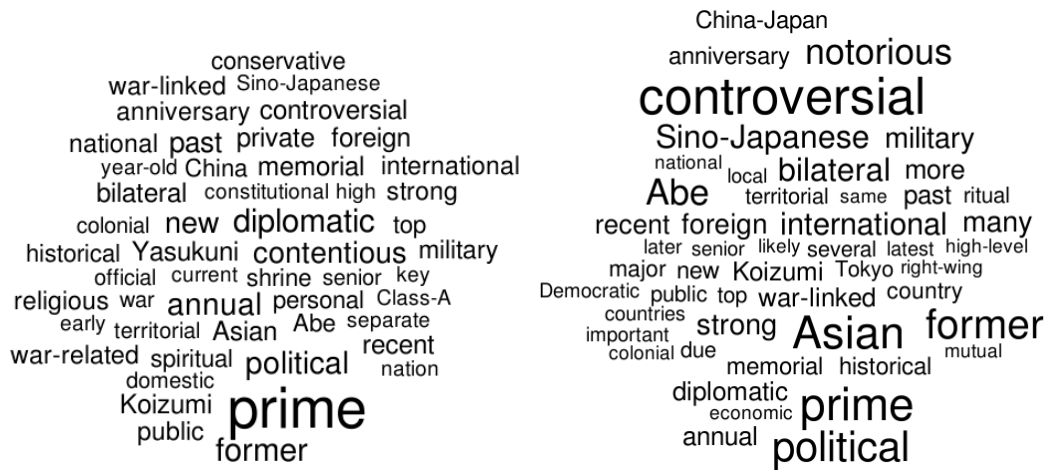 conservative
war-linked Sino-Japanese
anniversary controversial
national past private foreign
year-old China memorial international
bilateral constitutional high strong
colonial new diplomatic top
historical Yasukuni contentious military
official current shrine senior key
religious war annual personal Class-A
early territorial Asian Abe separate
war-related spiritual political recent
domestic nation
Koizumi prime
public
former
China-Japan
anniversary notorious
controversial
Sino-Japanese military
national local bilateral more
Abe territorial same past ritual
recent foreign international many
later senior likely several latest high-level
major new Koizumi Tokyo right-wing
Democratic public top war-linked country
countries
important strong Asian former
colonial due mutual
memorial historical
diplomatic
economic prime
annual political